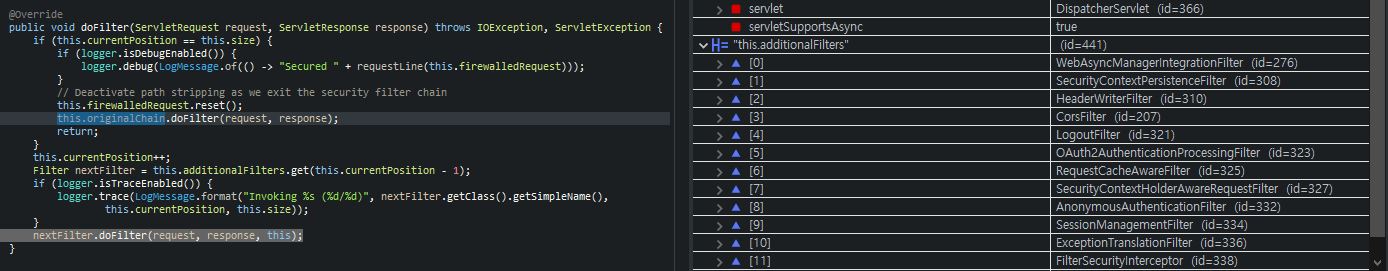 @Override
public void doFilter(ServletRequest request, ServletResponse response) throws IOException, ServletException {
if (this.currentPosition == this.size) {
if (logger.isDebugEnabled()) {
logger.debug(LogMessage.of(() -> "Secured " + requestLine(this.firewalledRequest)));
}
// Deactivate path stripping as we exit the security filter chain
this.firewalledRequest.reset();
this.originalChain.doFilter(request, response);
return;
}
this.currentPosition++;
Filter nextFilter = this.additionalFilters.get(this.currentPosition - 1);
if (logger.isTraceEnabled()) {
logger.trace(LogMessage.format("Invoking %s (%d/%d)", nextFilter.getClass().getSimpleName(),
this.currentPosition, this.size));
}
nextFilter.doFilter(request, response, this);
}
servlet DispatcherServlet (id=366)
servletSupportsAsync true
"this.additionalFilters" (id=441)
[0] WebAsyncManagerIntegrationFilter (id=276)
[1] SecurityContextPersistenceFilter (id=308)
[2] HeaderWriterFilter (id=310)
[3] CorsFilter (id=207)
[4] LogoutFilter (id=321)
[5] OAuth2AuthenticationProcessingFilter (id=323)
[6] RequestCacheAwareFilter (id=325)
[7] SecurityContextHolderAwareRequestFilter (id=327)
[8] AnonymousAuthenticationFilter (id=332)
[9] SessionManagementFilter (id=334)
[10] ExceptionTranslationFilter (id=336)
[11] FilterSecurityInterceptor (id=338)